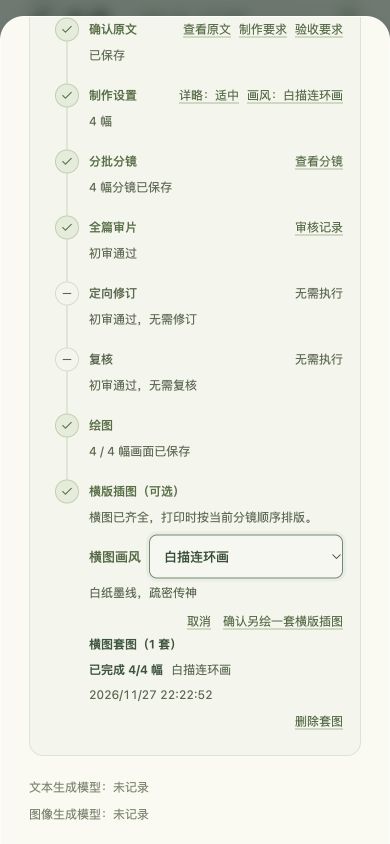 确认原文 查看原文 制作要求 验收要求
已保存
制作设置 详略：适中 画风：白描连环画
4 幅
分批分镜 查看分镜
4 幅分镜已保存
全篇审片 审核记录
初审通过
定向修订 无需执行
初审通过，无需修订
复核 无需执行
初审通过，无需复核
绘图
4 / 4 幅画面已保存
横版插图（可选）
横图已齐全，打印时按当前分镜顺序排版。
横图画风 白描连环画
白纸墨线，疏密传神
取消 确认另绘一套横版插图
横图套图（1 套）
已完成 4/4 幅 白描连环画
2026/11/27 22:22:52
删除套图
文本生成模型：未记录
图像生成模型：未记录